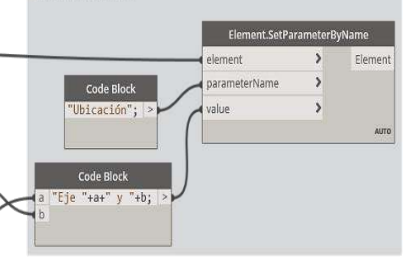 Element.SetParameterByName
element > Element
parameterName >
value >
AUTO
Code Block
"Ubicación"; >
Code Block
a "Eje "+a+" y "+b; >
b